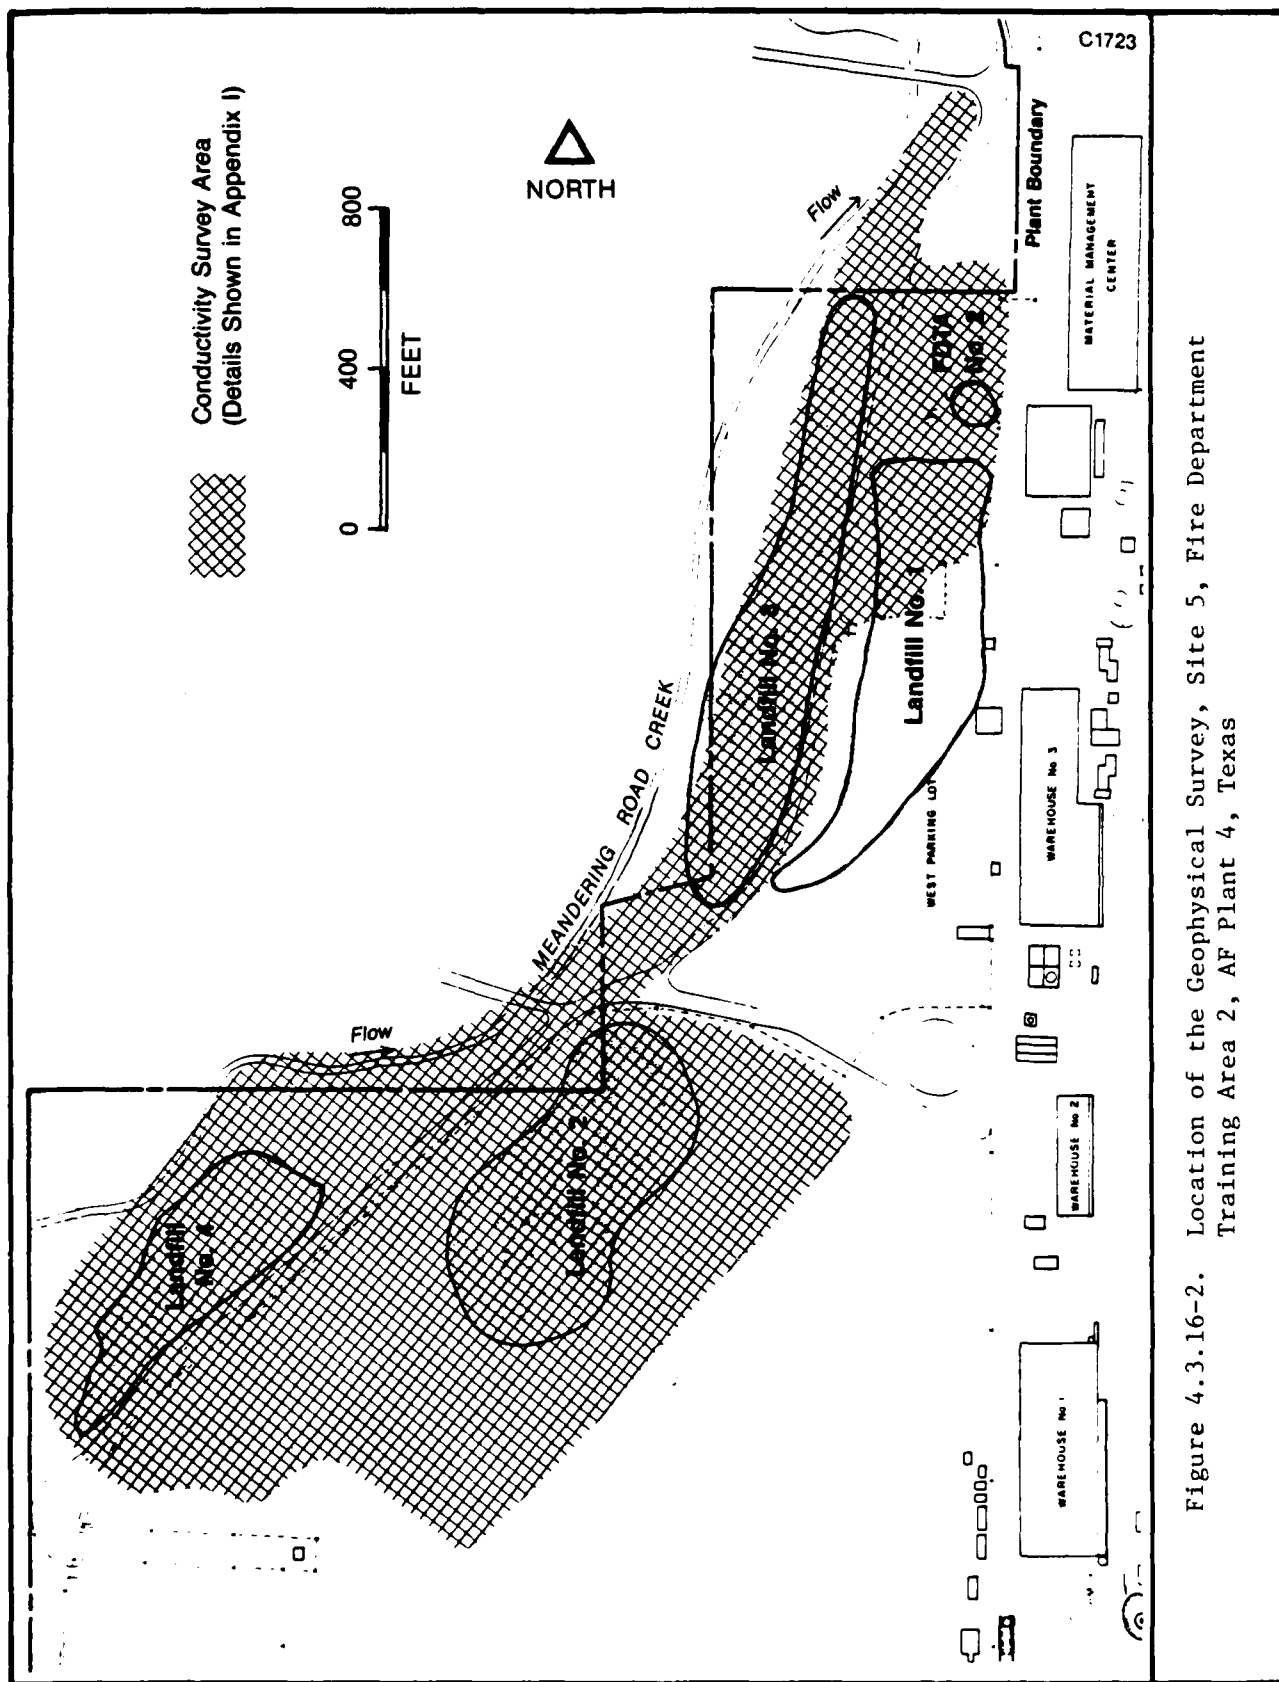 C1723
Conductivity Survey Area
(Details Shown in Appendix I)
0
400
800
FEET
NORTH
Flow
MEANDERING ROAD CREEK
Flow
Landfill
No. 4
Landfill No. 2
Landfill No. 3
Landfill No. 1
FDTA
No. 2
Plant Boundary
WEST PARKING LOT
WAREHOUSE No 1
WAREHOUSE No 2
WAREHOUSE No 3
MATERIAL MANAGEMENT
CENTER
Figure 4.3.16-2. Location of the Geophysical Survey, Site 5, Fire Department
Training Area 2, AF Plant 4, Texas